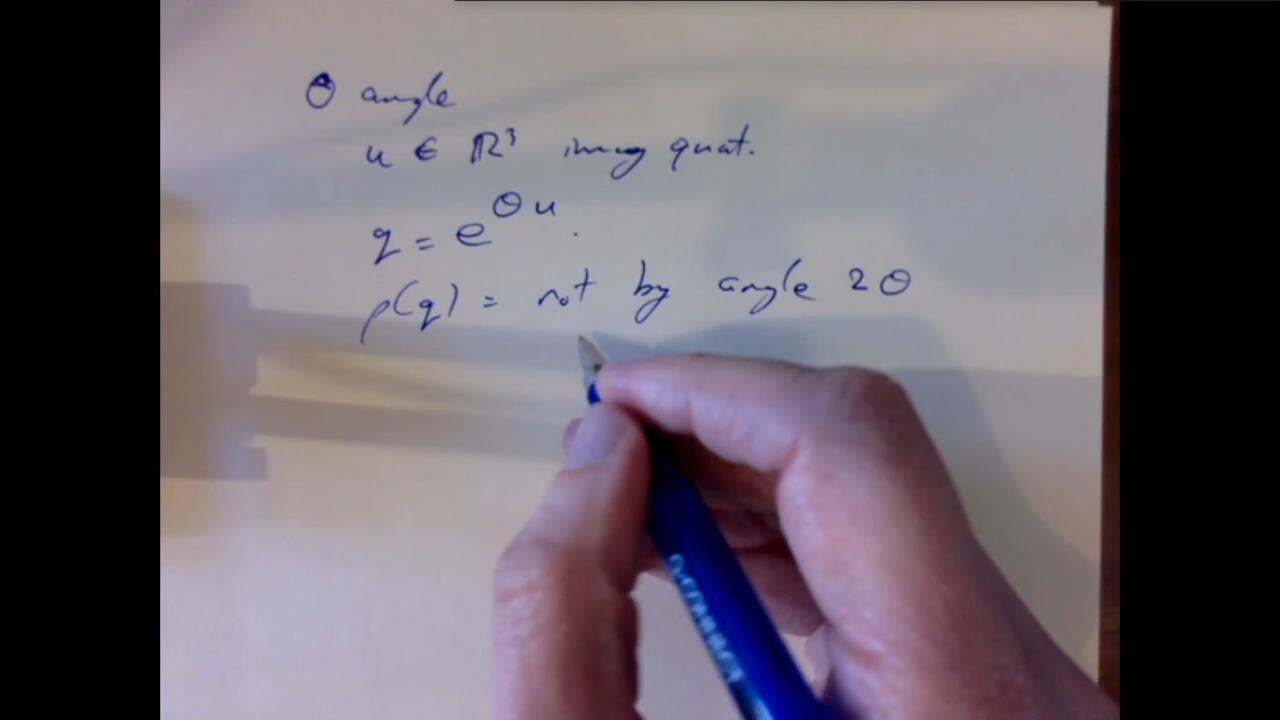 θ angle
u ∈ ℝ³ imag quat.
q = e^{θu}.
ρ(q) = rot by angle 2θ